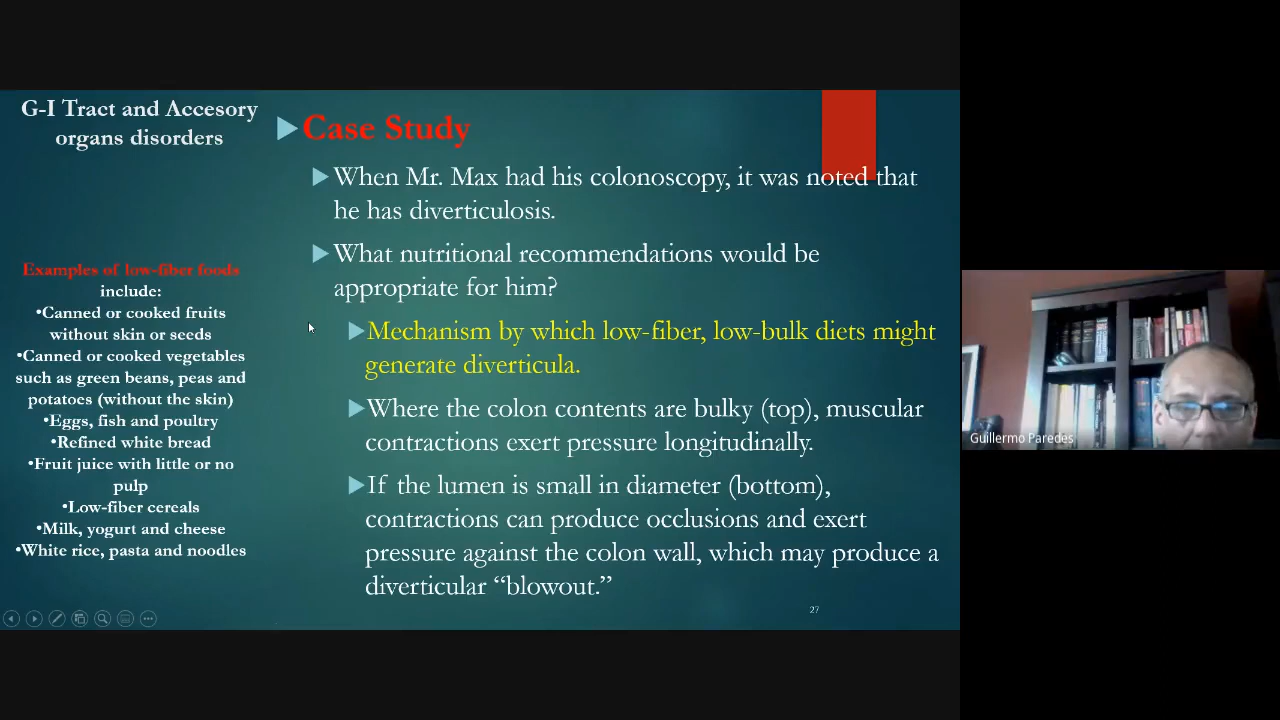 G-I Tract and Accesory
organs disorders
Examples of low-fiber foods
include:
•Canned or cooked fruits
without skin or seeds
•Canned or cooked vegetables
such as green beans, peas and
potatoes (without the skin)
•Eggs, fish and poultry
•Refined white bread
•Fruit juice with little or no
pulp
•Low-fiber cereals
•Milk, yogurt and cheese
•White rice, pasta and noodles
Case Study
When Mr. Max had his colonoscopy, it was noted that
he has diverticulosis.
What nutritional recommendations would be
appropriate for him?
Mechanism by which low-fiber, low-bulk diets might
generate diverticula.
Where the colon contents are bulky (top), muscular
contractions exert pressure longitudinally.
If the lumen is small in diameter (bottom),
contractions can produce occlusions and exert
pressure against the colon wall, which may produce a
diverticular “blowout.”
27
Guillermo Paredes